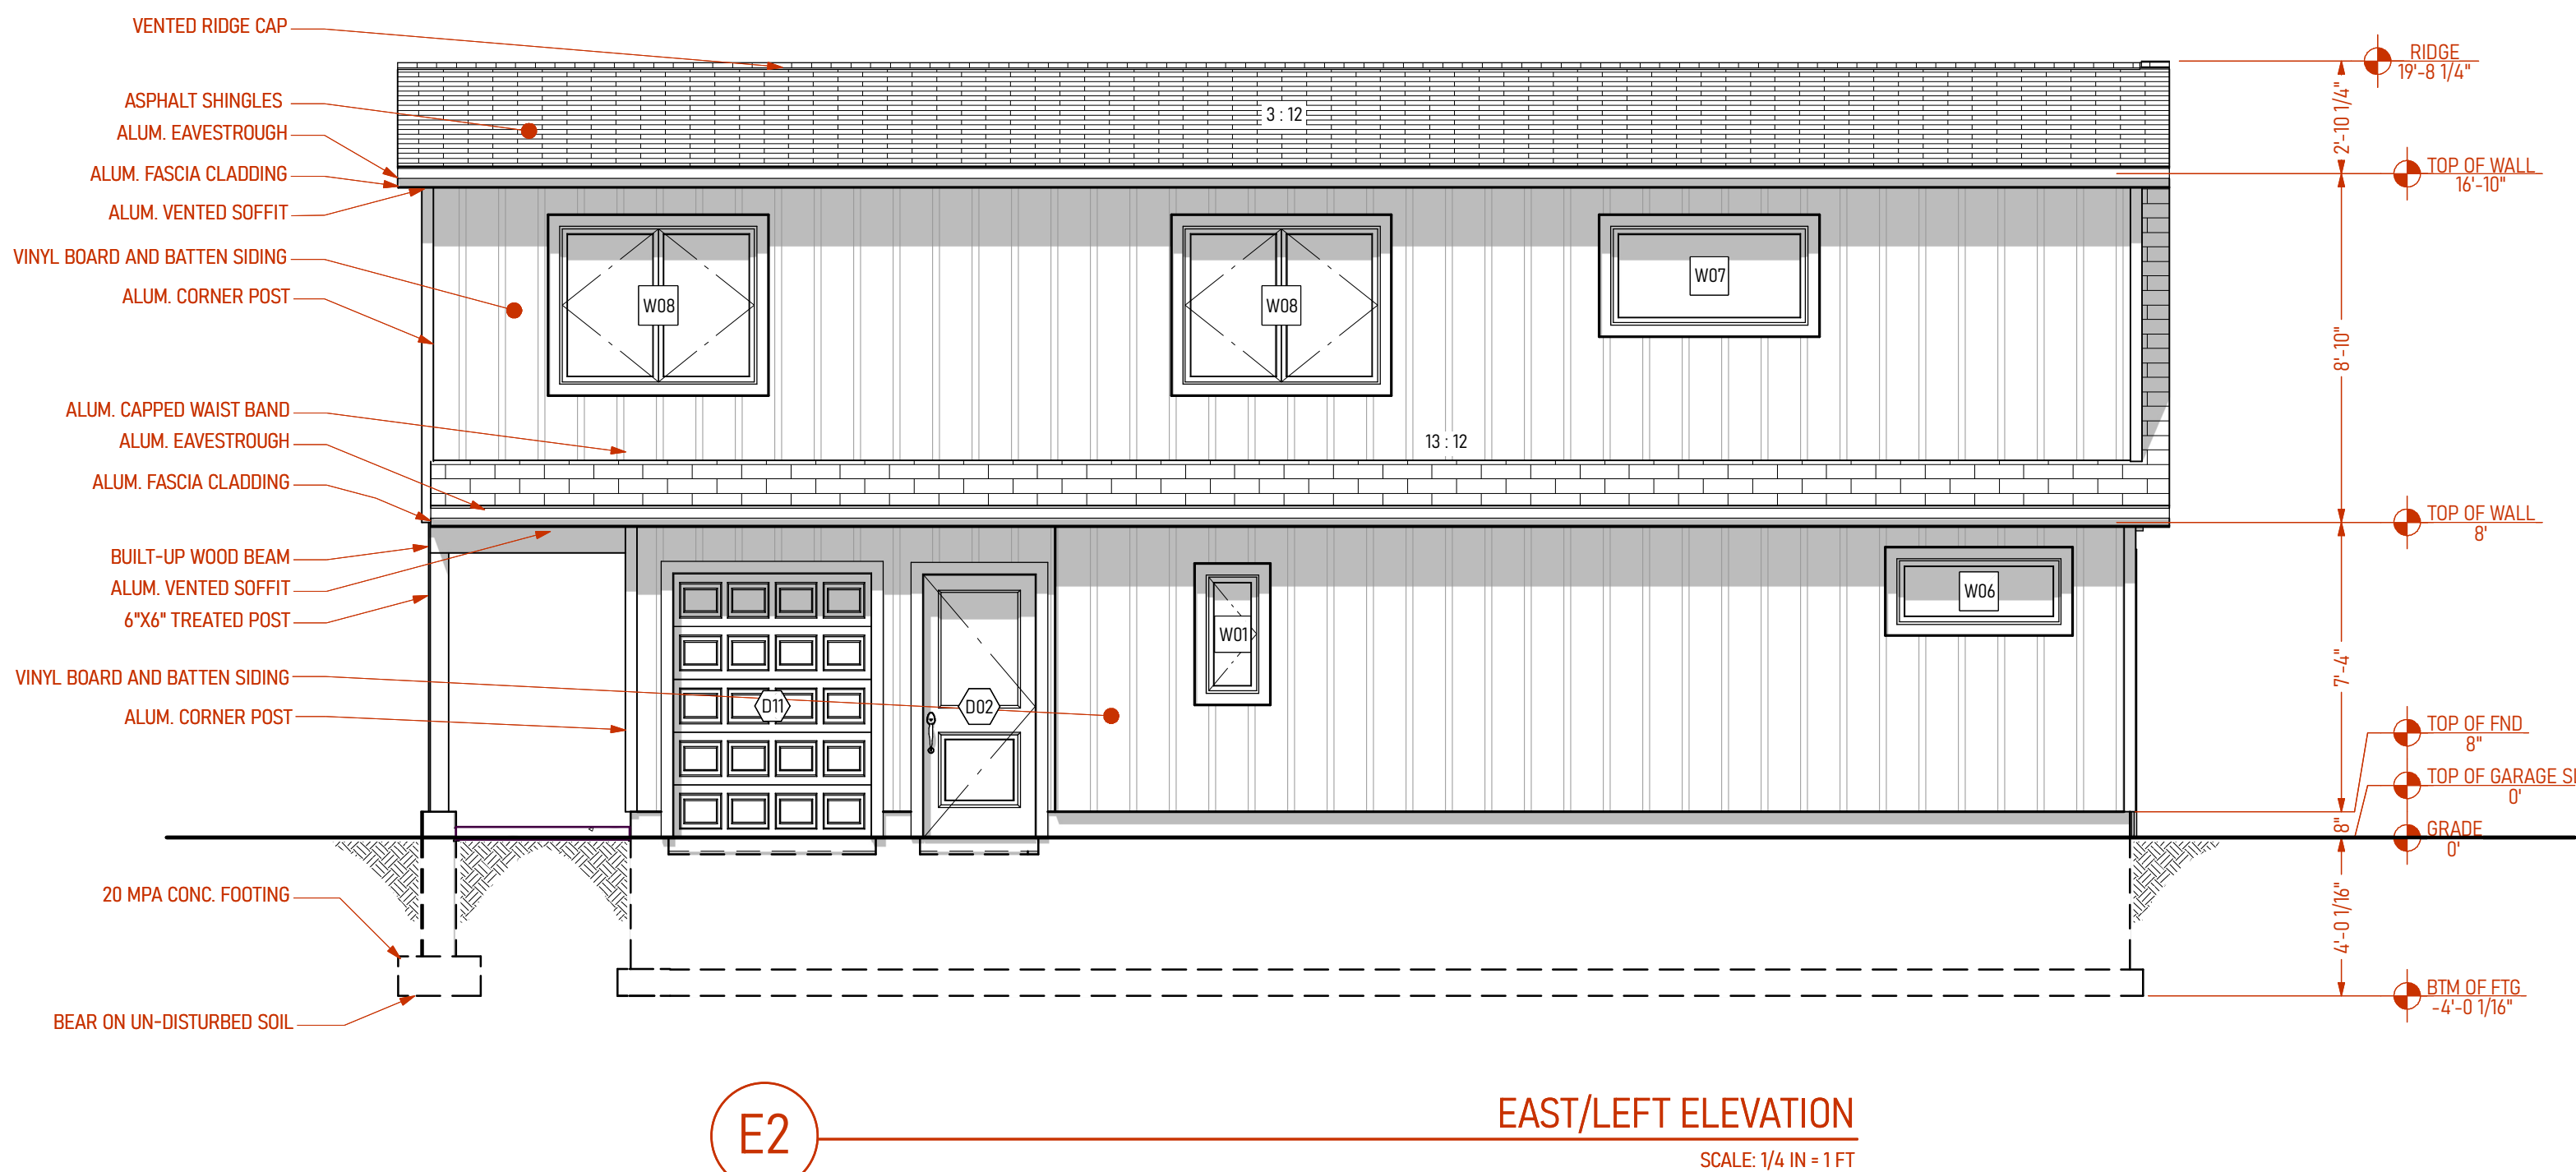 VENTED RIDGE CAP
ASPHALT SHINGLES
ALUM. EAVESTROUGH
ALUM. FASCIA CLADDING
ALUM. VENTED SOFFIT
VINYL BOARD AND BATTEN SIDING
ALUM. CORNER POST
ALUM. CAPPED WAIST BAND
ALUM. EAVESTROUGH
ALUM. FASCIA CLADDING
BUILT-UP WOOD BEAM
ALUM. VENTED SOFFIT
6"X6" TREATED POST
VINYL BOARD AND BATTEN SIDING
ALUM. CORNER POST
20 MPA CONC. FOOTING
BEAR ON UN-DISTURBED SOIL
3 : 12
W08
W08
W07
13 : 12
D11
D02
W01
W06
2'-10 1/4"
8'-10"
7'-4"
8"
4'-0 1/16"
RIDGE
19'-8 1/4"
TOP OF WALL
16'-10"
TOP OF WALL
8'
TOP OF FND
8"
TOP OF GARAGE
0'
GRADE
0'
BTM OF FTG
-4'-0 1/16"
E2
EAST/LEFT ELEVATION
SCALE: 1/4 IN = 1 FT